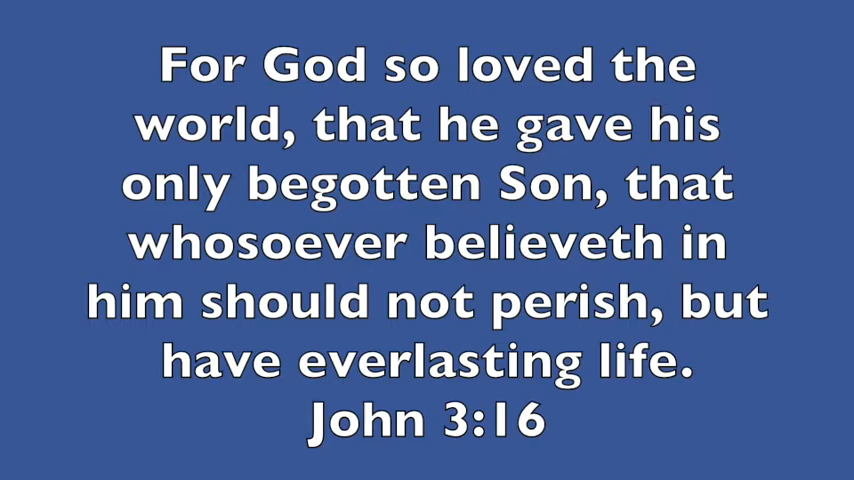 For God so loved the
world, that he gave his
only begotten Son, that
whosoever believeth in
him should not perish, but
have everlasting life.
John 3:16